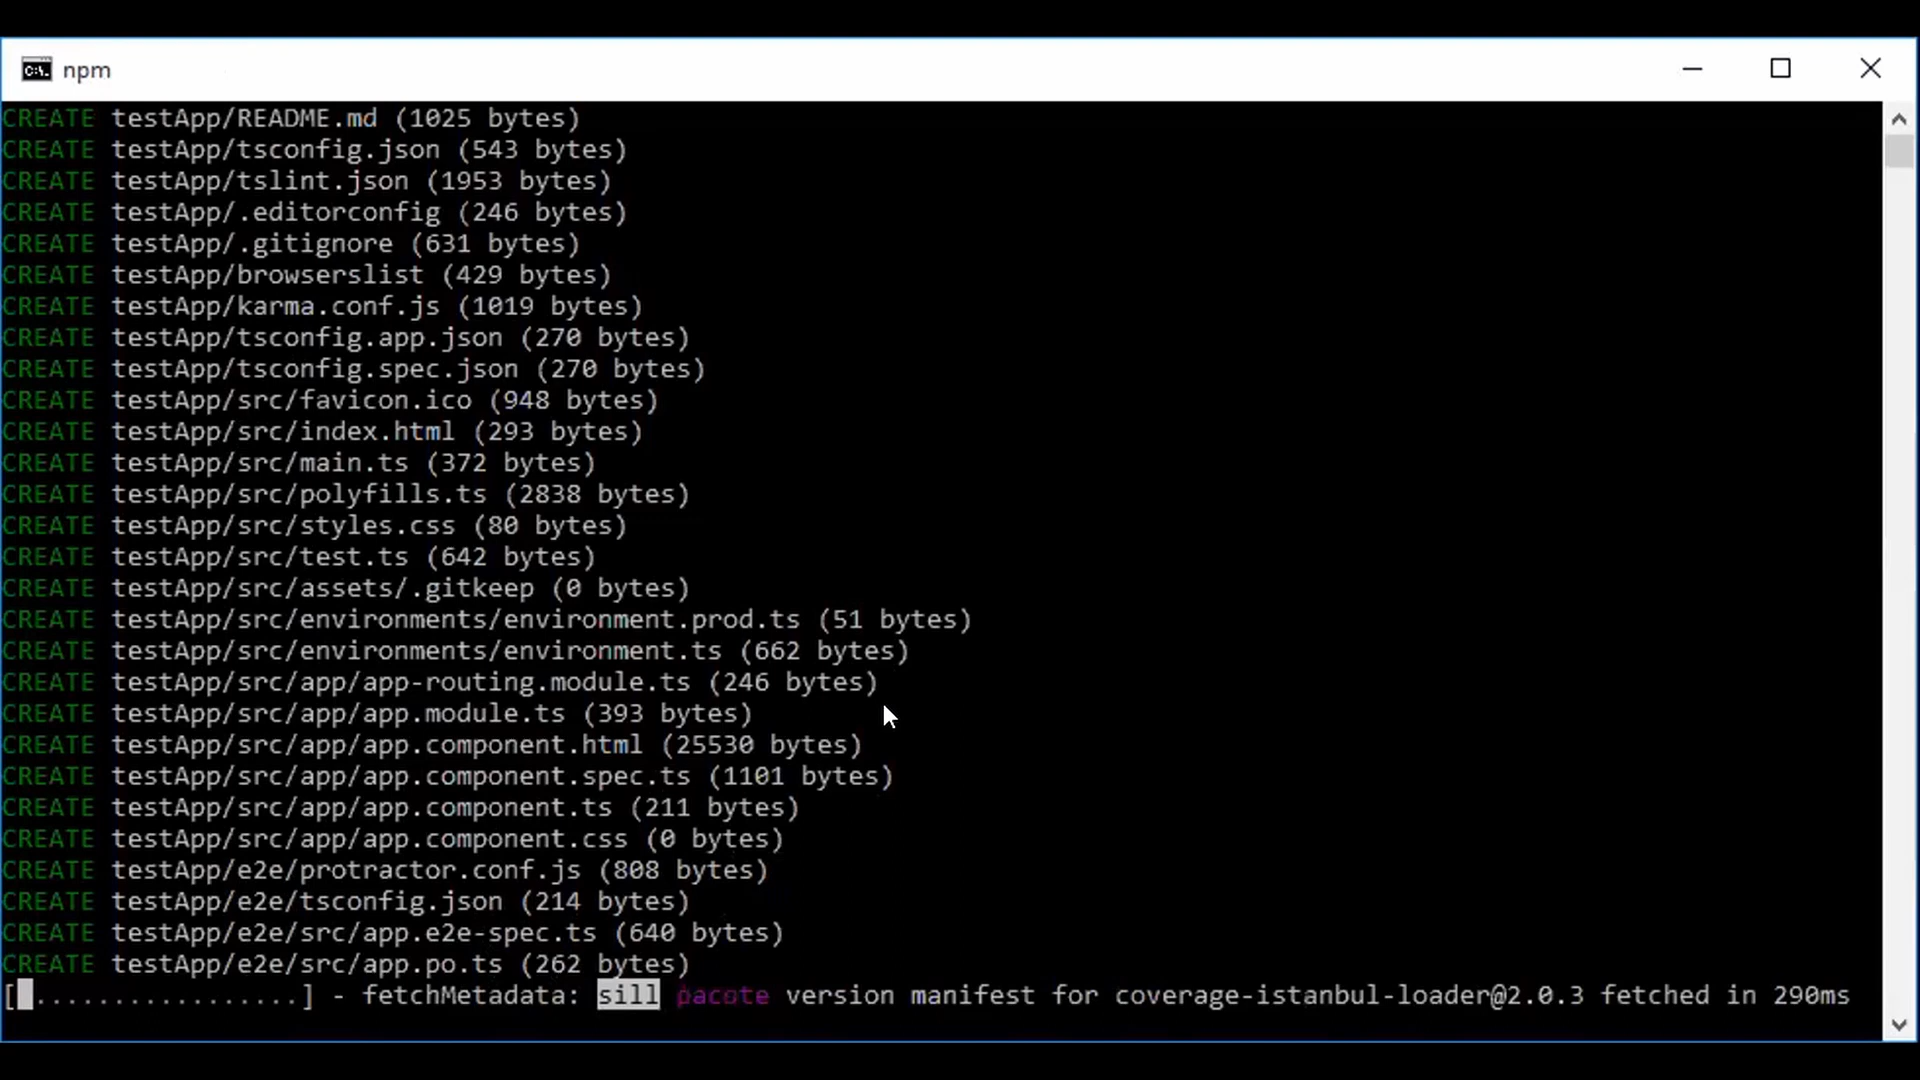 npm
CREATE testApp/README.md (1025 bytes)
CREATE testApp/tsconfig.json (543 bytes)
CREATE testApp/tslint.json (1953 bytes)
CREATE testApp/.editorconfig (246 bytes)
CREATE testApp/.gitignore (631 bytes)
CREATE testApp/browserslist (429 bytes)
CREATE testApp/karma.conf.js (1019 bytes)
CREATE testApp/tsconfig.app.json (270 bytes)
CREATE testApp/tsconfig.spec.json (270 bytes)
CREATE testApp/src/favicon.ico (948 bytes)
CREATE testApp/src/index.html (293 bytes)
CREATE testApp/src/main.ts (372 bytes)
CREATE testApp/src/polyfills.ts (2838 bytes)
CREATE testApp/src/styles.css (80 bytes)
CREATE testApp/src/test.ts (642 bytes)
CREATE testApp/src/assets/.gitkeep (0 bytes)
CREATE testApp/src/environments/environment.prod.ts (51 bytes)
CREATE testApp/src/environments/environment.ts (662 bytes)
CREATE testApp/src/app/app-routing.module.ts (246 bytes)
CREATE testApp/src/app/app.module.ts (393 bytes)
CREATE testApp/src/app/app.component.html (25530 bytes)
CREATE testApp/src/app/app.component.spec.ts (1101 bytes)
CREATE testApp/src/app/app.component.ts (211 bytes)
CREATE testApp/src/app/app.component.css (0 bytes)
CREATE testApp/e2e/protractor.conf.js (808 bytes)
CREATE testApp/e2e/tsconfig.json (214 bytes)
CREATE testApp/e2e/src/app.e2e-spec.ts (640 bytes)
CREATE testApp/e2e/src/app.po.ts (262 bytes)
[█.................] - fetchMetadata: sill pacote version manifest for coverage-istanbul-loader@2.0.3 fetched in 290ms